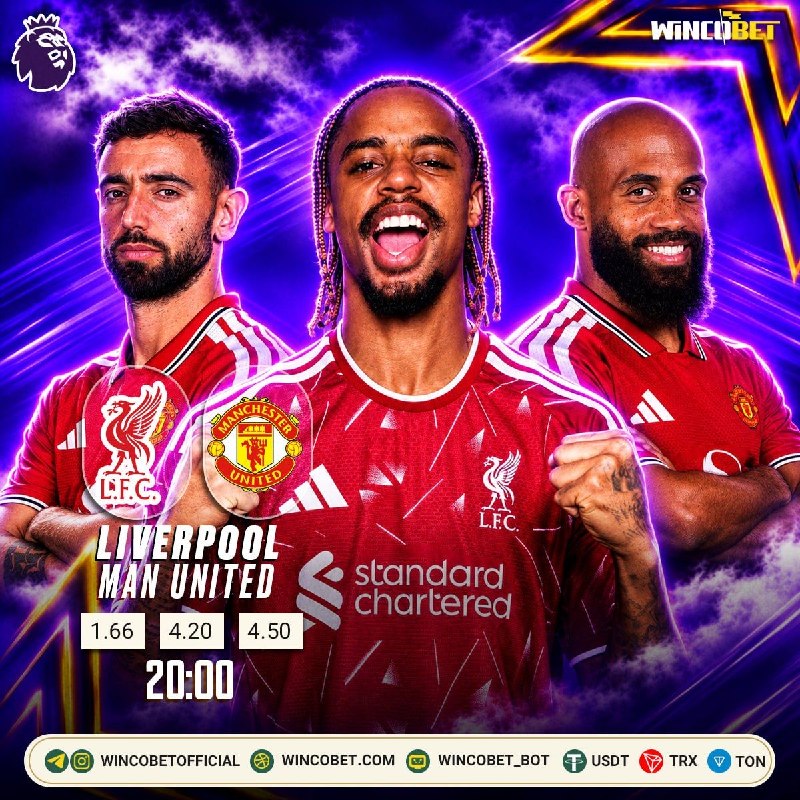 WINCOBET
L.F.C.
MANCHESTER
UNITED
L.F.C.
LIVERPOOL
MAN UNITED
standard
chartered
1.66 4.20 4.50
20:00
WINCOBETOFFICIAL WINCOBET.COM WINCOBET_BOT USDT TRX TON